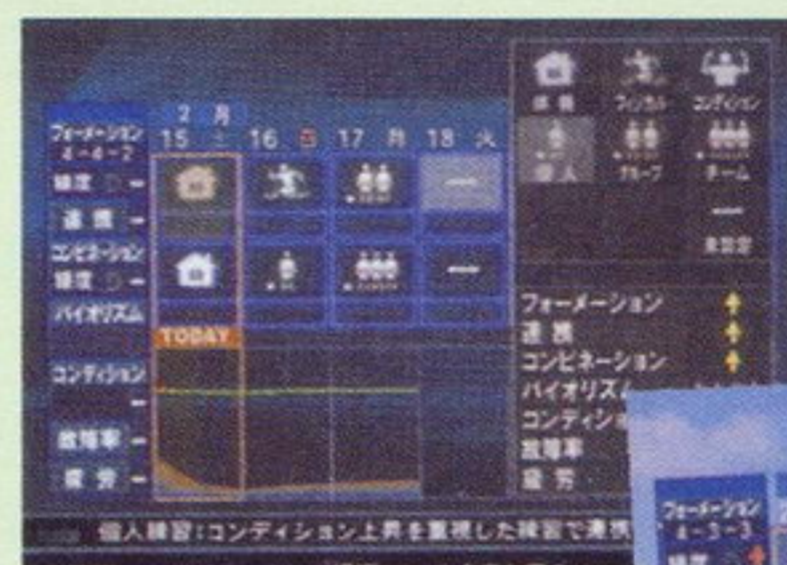 2 月
15 土 16 日 17 月 18 火
フォーメーション
4-4-2
練度 -
連携 -
コンビネーション
練度 -
バイオリズム
TODAY
コンディション
-
故障率 -
疲労 -
休養 フィジカル コンディション
個人 グループ チーム
未設定
フォーメーション
連携
コンビネーション
バイオリズム
コンディショ
故障率
疲労
個人練習:コンディション上昇を重視した練習で連携
フォーメーション
4-3-3
練度